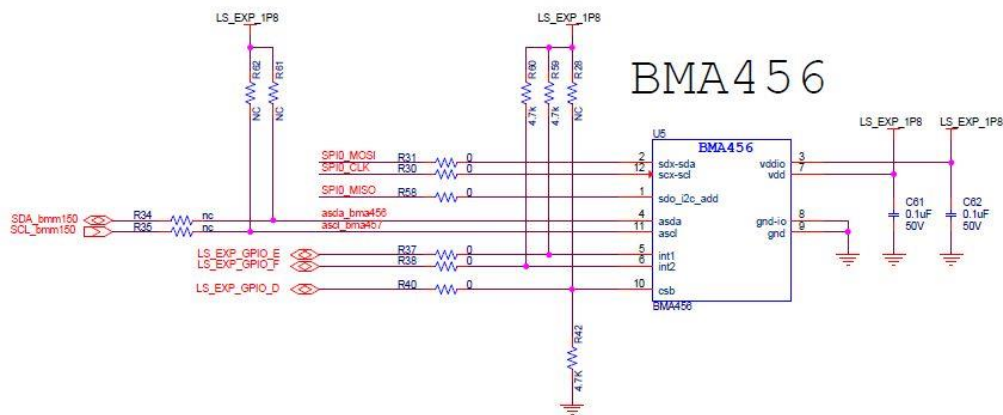 LS_EXP_1P8
LS_EXP_1P8
R62
NC
R61
NC
R60
4.7k
R59
4.7k
R28
NC
BMA456
LS_EXP_1P8
LS_EXP_1P8
U5
BMA456
SPI0_MOSI R31 0 2 sdx-sda
SPI0_CLK R30 0 12 scx-scl
SPI0_MISO R58 0 1 sdo_i2c_add
SDA_bmm150 R34 nc asda_bma456 4 asda
SCL_bmm150 R35 nc ascl_bma457 11 ascl
LS_EXP_GPIO_E R37 0 5 int1
LS_EXP_GPIO_F R38 0 6 int2
LS_EXP_GPIO_D R40 0 10 csb
vddio 3
vdd 7
gnd-io 8
gnd 9
BMA456
C61
0.1uF
50V
C62
0.1uF
50V
R42
4.7K